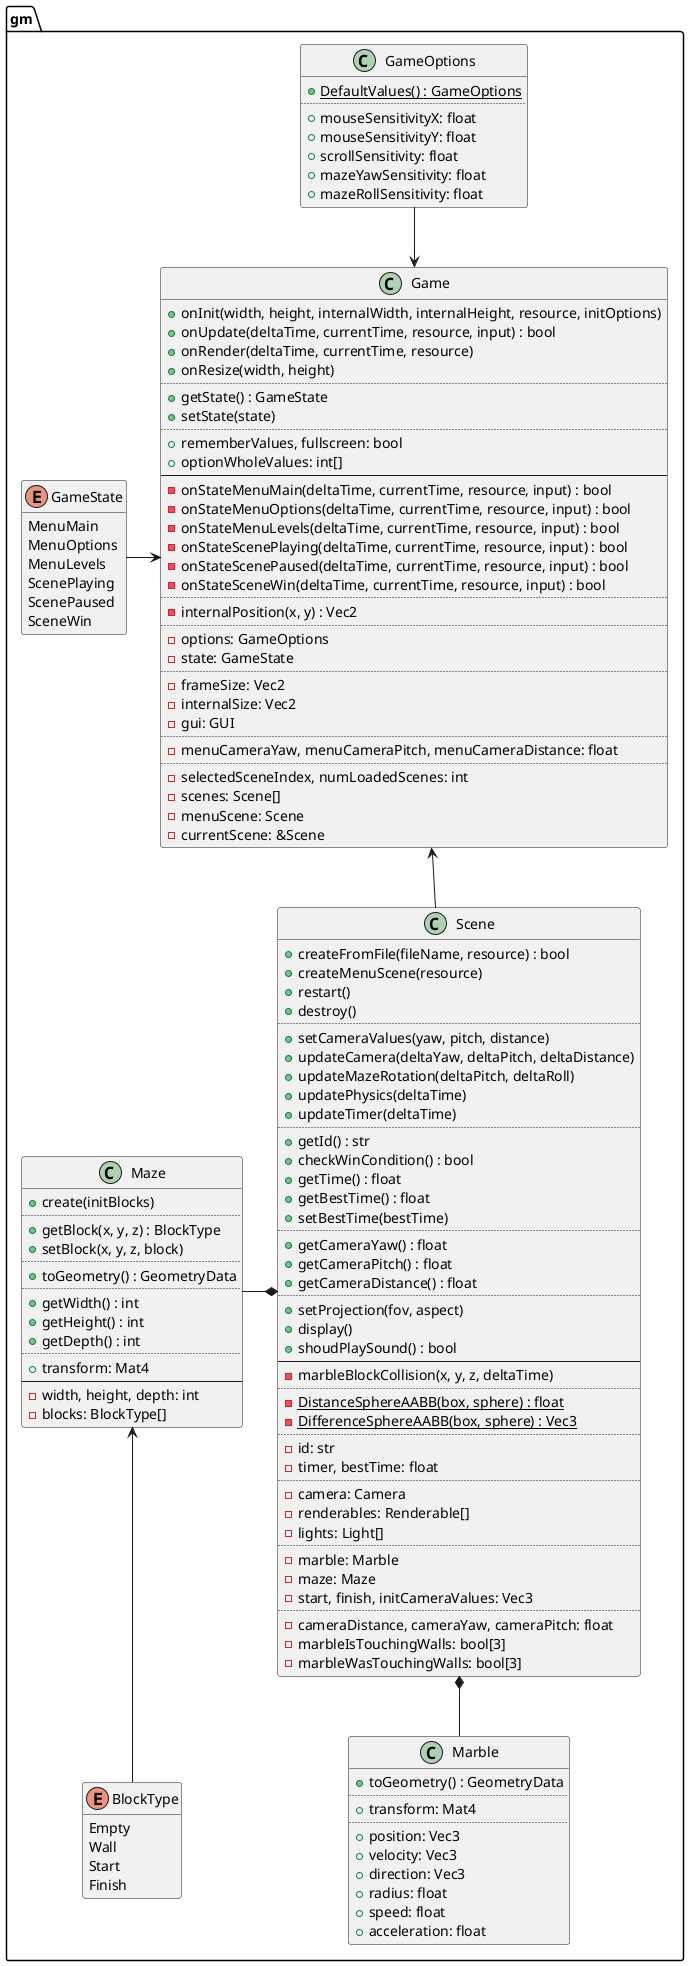 gm
C GameOptions
DefaultValues() : GameOptions
mouseSensitivityX: float
mouseSensitivityY: float
scrollSensitivity: float
mazeYawSensitivity: float
mazeRollSensitivity: float
C Game
onInit(width, height, internalWidth, internalHeight, resource, initOptions)
onUpdate(deltaTime, currentTime, resource, input) : bool
onRender(deltaTime, currentTime, resource)
onResize(width, height)
getState() : GameState
setState(state)
rememberValues, fullscreen: bool
optionWholeValues: int[]
onStateMenuMain(deltaTime, currentTime, resource, input) : bool
onStateMenuOptions(deltaTime, currentTime, resource, input) : bool
onStateMenuLevels(deltaTime, currentTime, resource, input) : bool
onStateScenePlaying(deltaTime, currentTime, resource, input) : bool
onStateScenePaused(deltaTime, currentTime, resource, input) : bool
onStateSceneWin(deltaTime, currentTime, resource, input) : bool
internalPosition(x, y) : Vec2
options: GameOptions
state: GameState
frameSize: Vec2
internalSize: Vec2
gui: GUI
menuCameraYaw, menuCameraPitch, menuCameraDistance: float
selectedSceneIndex, numLoadedScenes: int
scenes: Scene[]
menuScene: Scene
currentScene: &Scene
E GameState
MenuMain
MenuOptions
MenuLevels
ScenePlaying
ScenePaused
SceneWin
C Scene
createFromFile(fileName, resource) : bool
createMenuScene(resource)
restart()
destroy()
setCameraValues(yaw, pitch, distance)
updateCamera(deltaYaw, deltaPitch, deltaDistance)
updateMazeRotation(deltaPitch, deltaRoll)
updatePhysics(deltaTime)
updateTimer(deltaTime)
getId() : str
checkWinCondition() : bool
getTime() : float
getBestTime() : float
setBestTime(bestTime)
getCameraYaw() : float
getCameraPitch() : float
getCameraDistance() : float
setProjection(fov, aspect)
display()
shoudPlaySound() : bool
marbleBlockCollision(x, y, z, deltaTime)
DistanceSphereAABB(box, sphere) : float
DifferenceSphereAABB(box, sphere) : Vec3
id: str
timer, bestTime: float
camera: Camera
renderables: Renderable[]
lights: Light[]
marble: Marble
maze: Maze
start, finish, initCameraValues: Vec3
cameraDistance, cameraYaw, cameraPitch: float
marbleIsTouchingWalls: bool[3]
marbleWasTouchingWalls: bool[3]
C Maze
create(initBlocks)
getBlock(x, y, z) : BlockType
setBlock(x, y, z, block)
toGeometry() : GeometryData
getWidth() : int
getHeight() : int
getDepth() : int
transform: Mat4
width, height, depth: int
blocks: BlockType[]
E BlockType
Empty
Wall
Start
Finish
C Marble
toGeometry() : GeometryData
transform: Mat4
position: Vec3
velocity: Vec3
direction: Vec3
radius: float
speed: float
acceleration: float